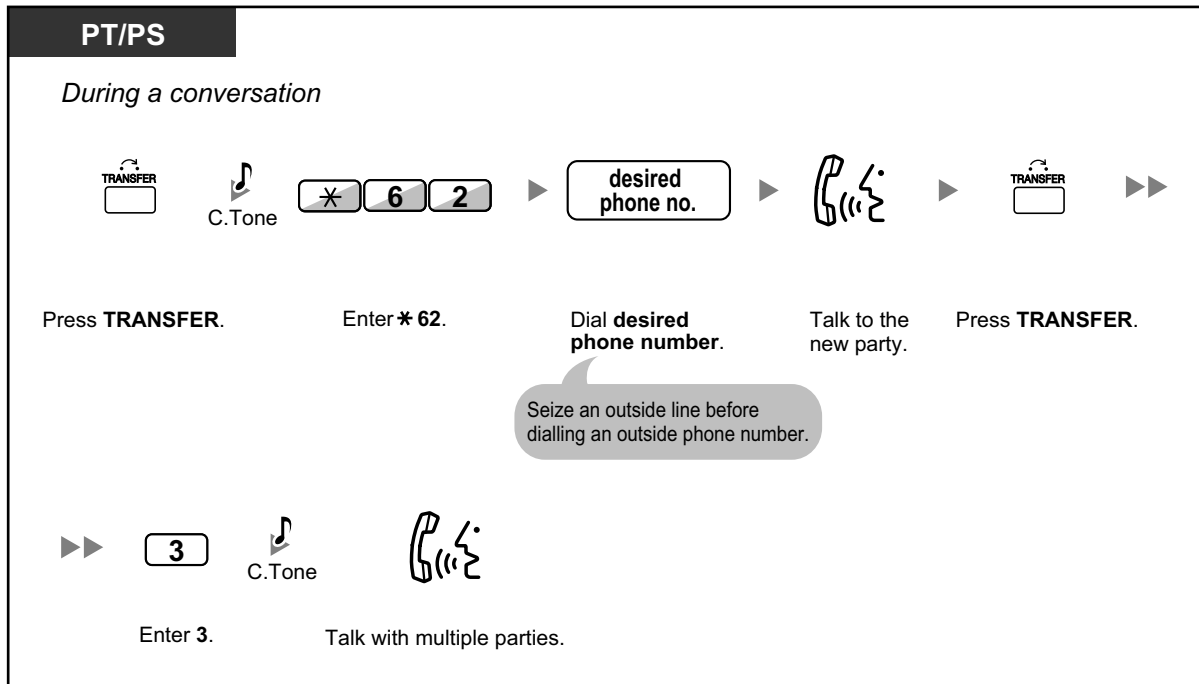 PT/PS
During a conversation
TRANSFER
C.Tone
* 6 2
desired
phone no.
TRANSFER
Press TRANSFER.
Enter * 62.
Dial desired
phone number.
Talk to the
new party.
Press TRANSFER.
Seize an outside line before
dialling an outside phone number.
3
C.Tone
Enter 3.
Talk with multiple parties.